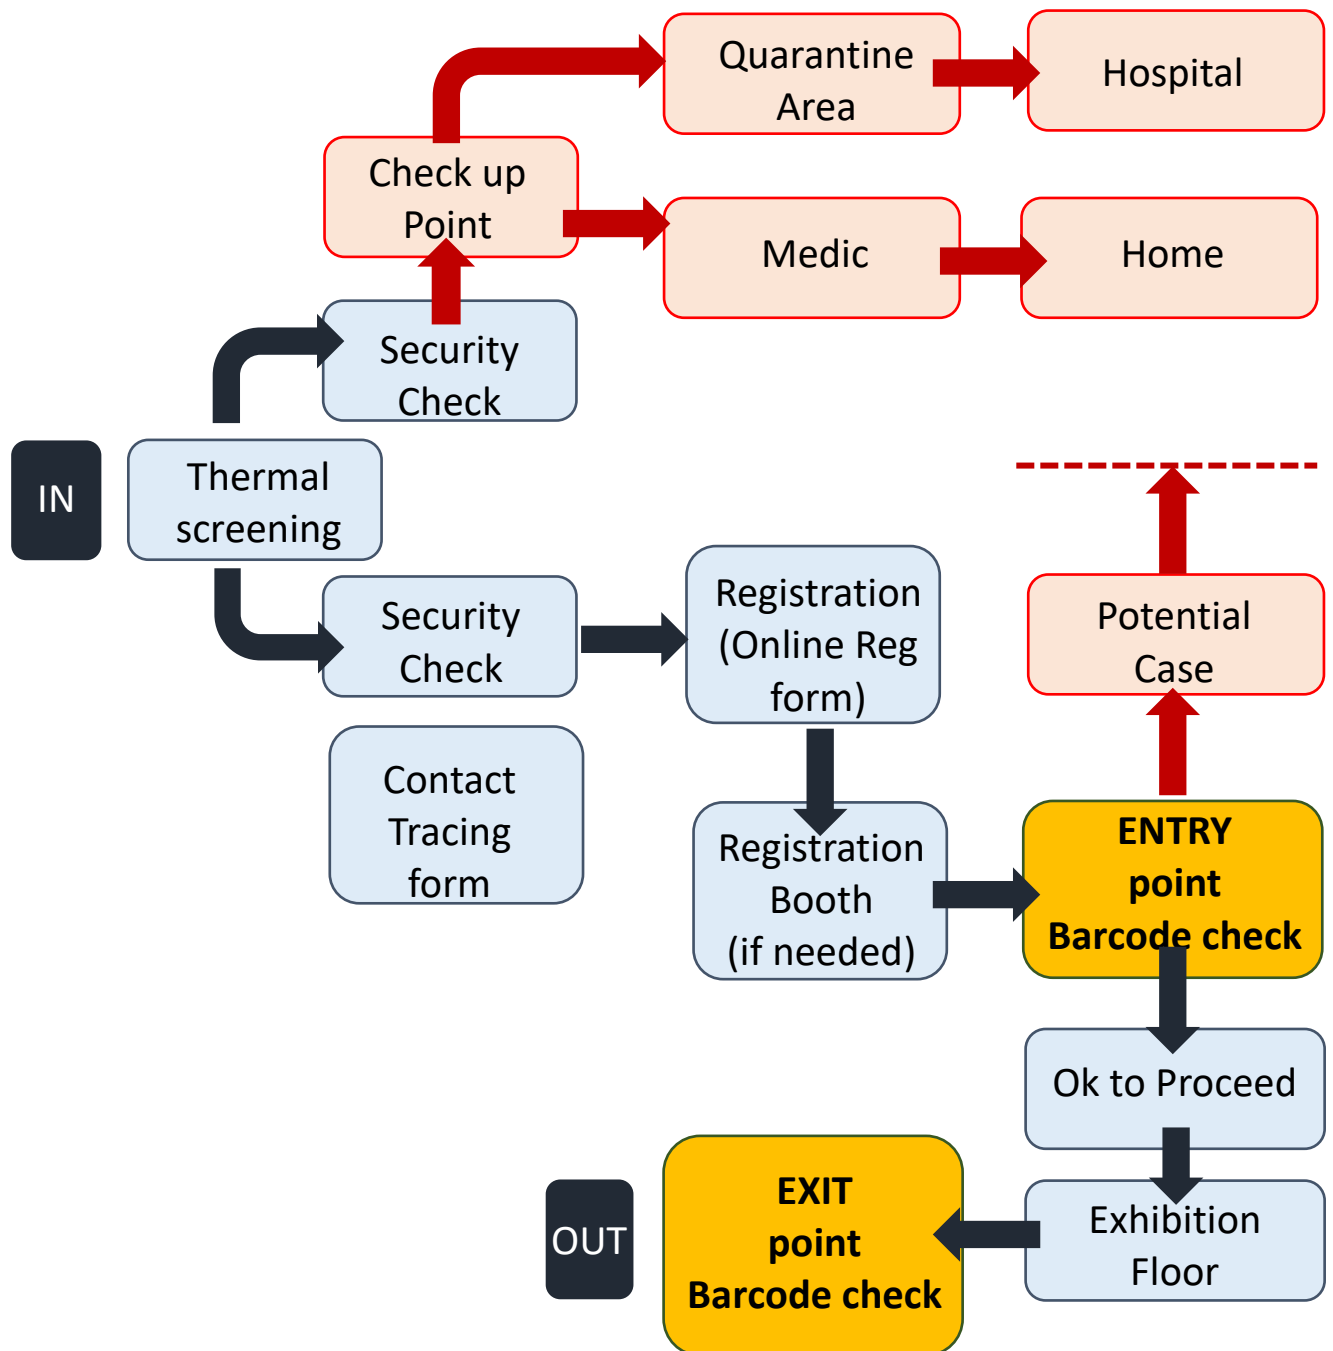 Quarantine
Area
Hospital
Check up
Point
Medic
Home
Security
Check
IN
Thermal
screening
Security
Check
Registration
(Online Reg
form)
Potential
Case
Contact
Tracing
form
Registration
Booth
(if needed)
ENTRY
point
Barcode check
Ok to Proceed
OUT
EXIT
point
Barcode check
Exhibition
Floor